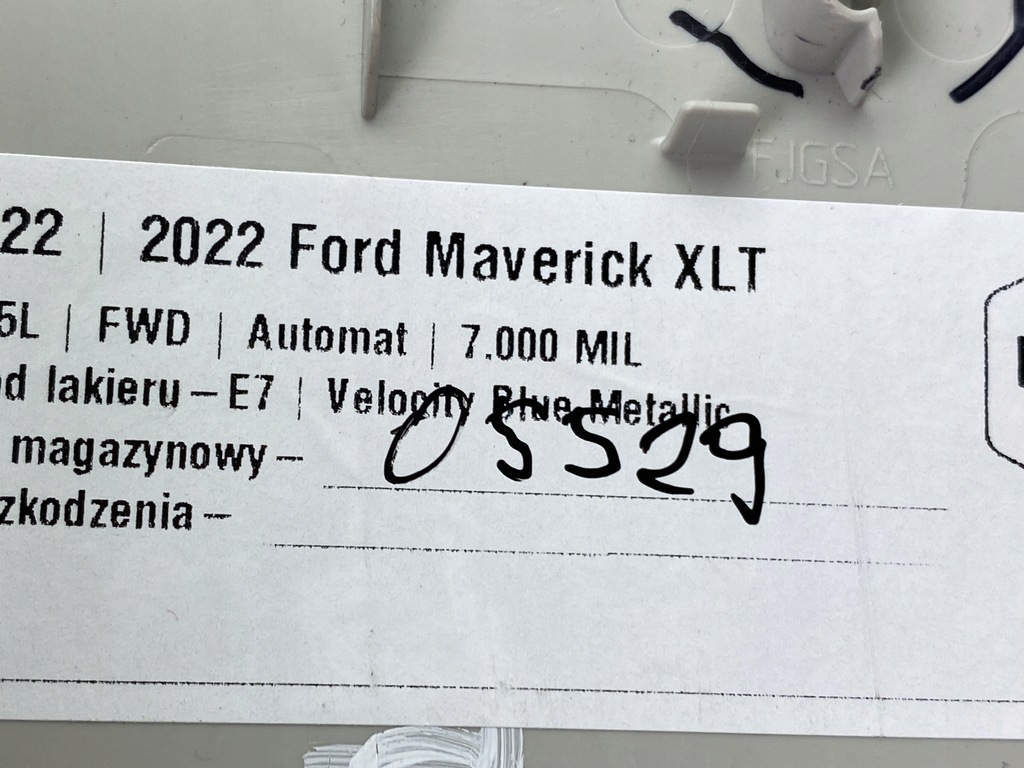 FJGSA
22 | 2022 Ford Maverick XLT
5L | FWD | Automat | 7.000 MIL
od lakieru – E7 | Velocity Blue Metallic
magazynowy – 05529
zkodzenia –